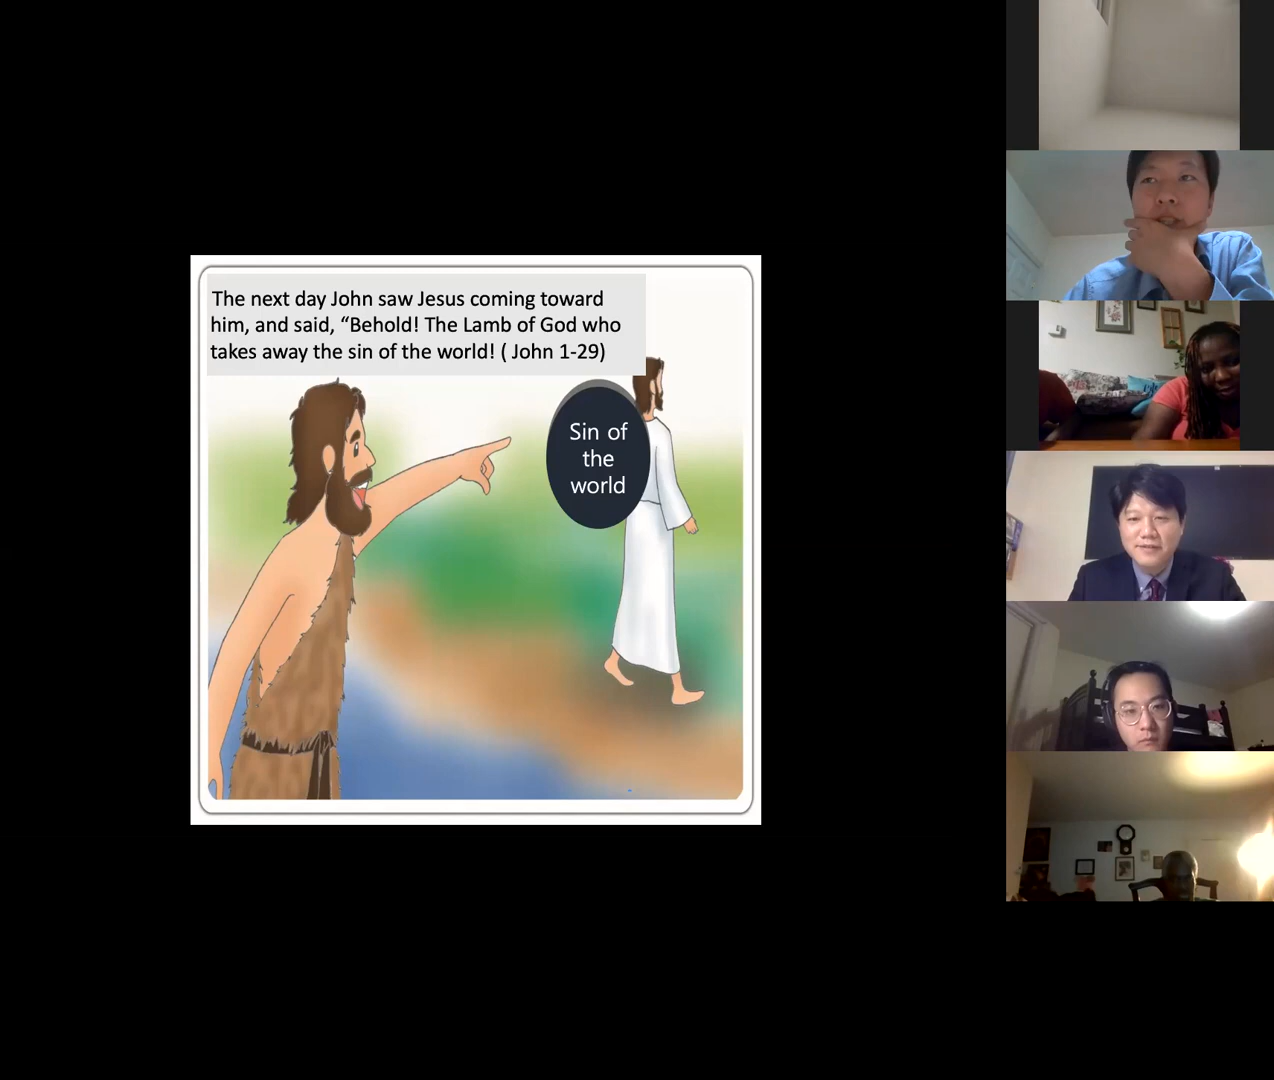 The next day John saw Jesus coming toward
him, and said, “Behold! The Lamb of God who
takes away the sin of the world! ( John 1-29)
Sin of
the
world